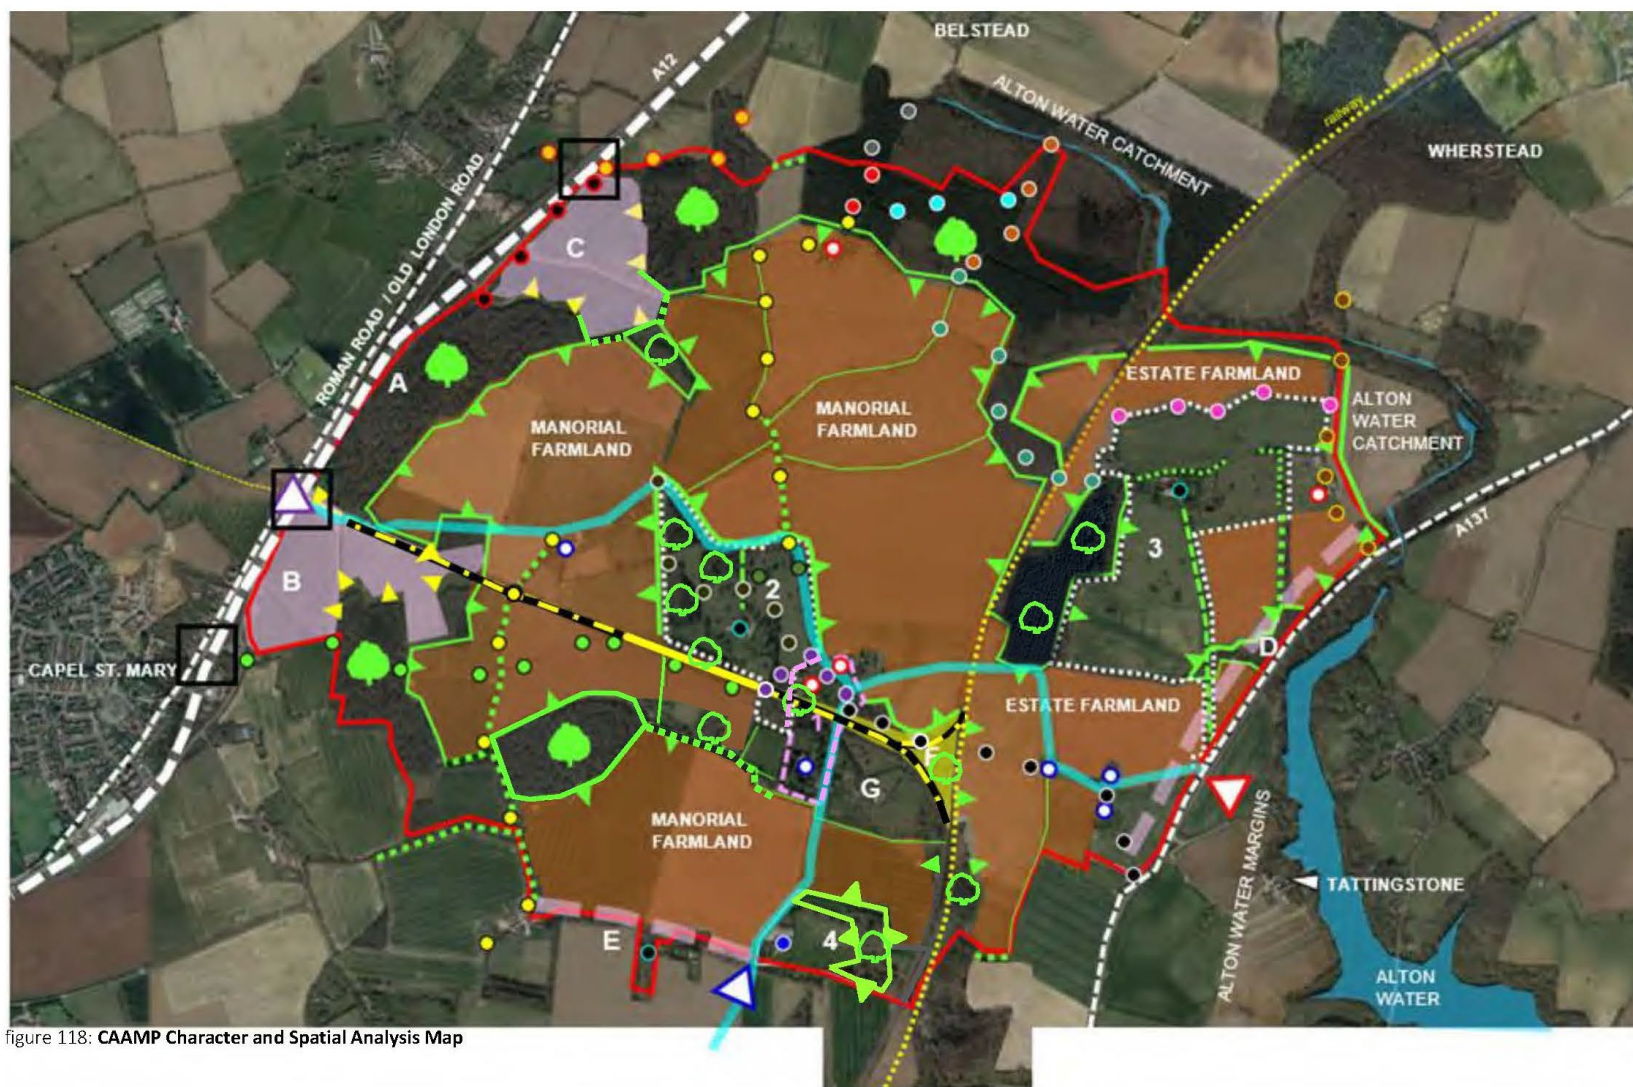 BELSTEAD
A12
ALTON WATER CATCHMENT
railway
WHERSTEAD
ROMAN ROAD / OLD LONDON ROAD
C
A
ESTATE FARMLAND
MANORIAL
FARMLAND
MANORIAL
FARMLAND
ALTON
WATER
CATCHMENT
A137
3
B
2
CAPEL ST. MARY
D
ESTATE FARMLAND
F
G
MANORIAL
FARMLAND
ALTON WATER MARGINS
TATTINGSTONE
E
4
ALTON
WATER
figure 118: CAAMP Character and Spatial Analysis Map